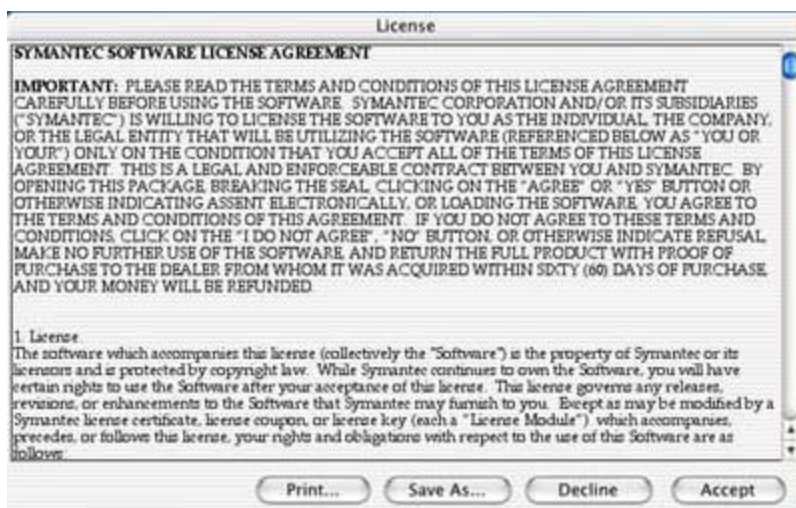 License
SYMANTEC SOFTWARE LICENSE AGREEMENT
IMPORTANT: PLEASE READ THE TERMS AND CONDITIONS OF THIS LICENSE AGREEMENT
CAREFULLY BEFORE USING THE SOFTWARE. SYMANTEC CORPORATION AND/OR ITS SUBSIDIARIES
("SYMANTEC") IS WILLING TO LICENSE THE SOFTWARE TO YOU AS THE INDIVIDUAL, THE COMPANY,
OR THE LEGAL ENTITY THAT WILL BE UTILIZING THE SOFTWARE (REFERENCED BELOW AS "YOU OR
YOUR") ONLY ON THE CONDITION THAT YOU ACCEPT ALL OF THE TERMS OF THIS LICENSE
AGREEMENT. THIS IS A LEGAL AND ENFORCEABLE CONTRACT BETWEEN YOU AND SYMANTEC. BY
OPENING THIS PACKAGE, BREAKING THE SEAL, CLICKING ON THE "AGREE" OR "YES" BUTTON OR
OTHERWISE INDICATING ASSENT ELECTRONICALLY, OR LOADING THE SOFTWARE, YOU AGREE TO
THE TERMS AND CONDITIONS OF THIS AGREEMENT. IF YOU DO NOT AGREE TO THESE TERMS AND
CONDITIONS, CLICK ON THE "I DO NOT AGREE", "NO" BUTTON, OR OTHERWISE INDICATE REFUSAL,
MAKE NO FURTHER USE OF THE SOFTWARE, AND RETURN THE FULL PRODUCT WITH PROOF OF
PURCHASE TO THE DEALER FROM WHOM IT WAS ACQUIRED WITHIN SIXTY (60) DAYS OF PURCHASE,
AND YOUR MONEY WILL BE REFUNDED.
1. License.
The software which accompanies this license (collectively the "Software") is the property of Symantec or its
licensors and is protected by copyright law. While Symantec continues to own the Software, you will have
certain rights to use the Software after your acceptance of this license. This license governs any releases,
revisions, or enhancements to the Software that Symantec may furnish to you. Except as may be modified by a
Symantec license certificate, license coupon, or license key (each a "License Module") which accompanies,
precedes, or follows this license, your rights and obligations with respect to the use of this Software are as
follows:
Print... Save As... Decline Accept